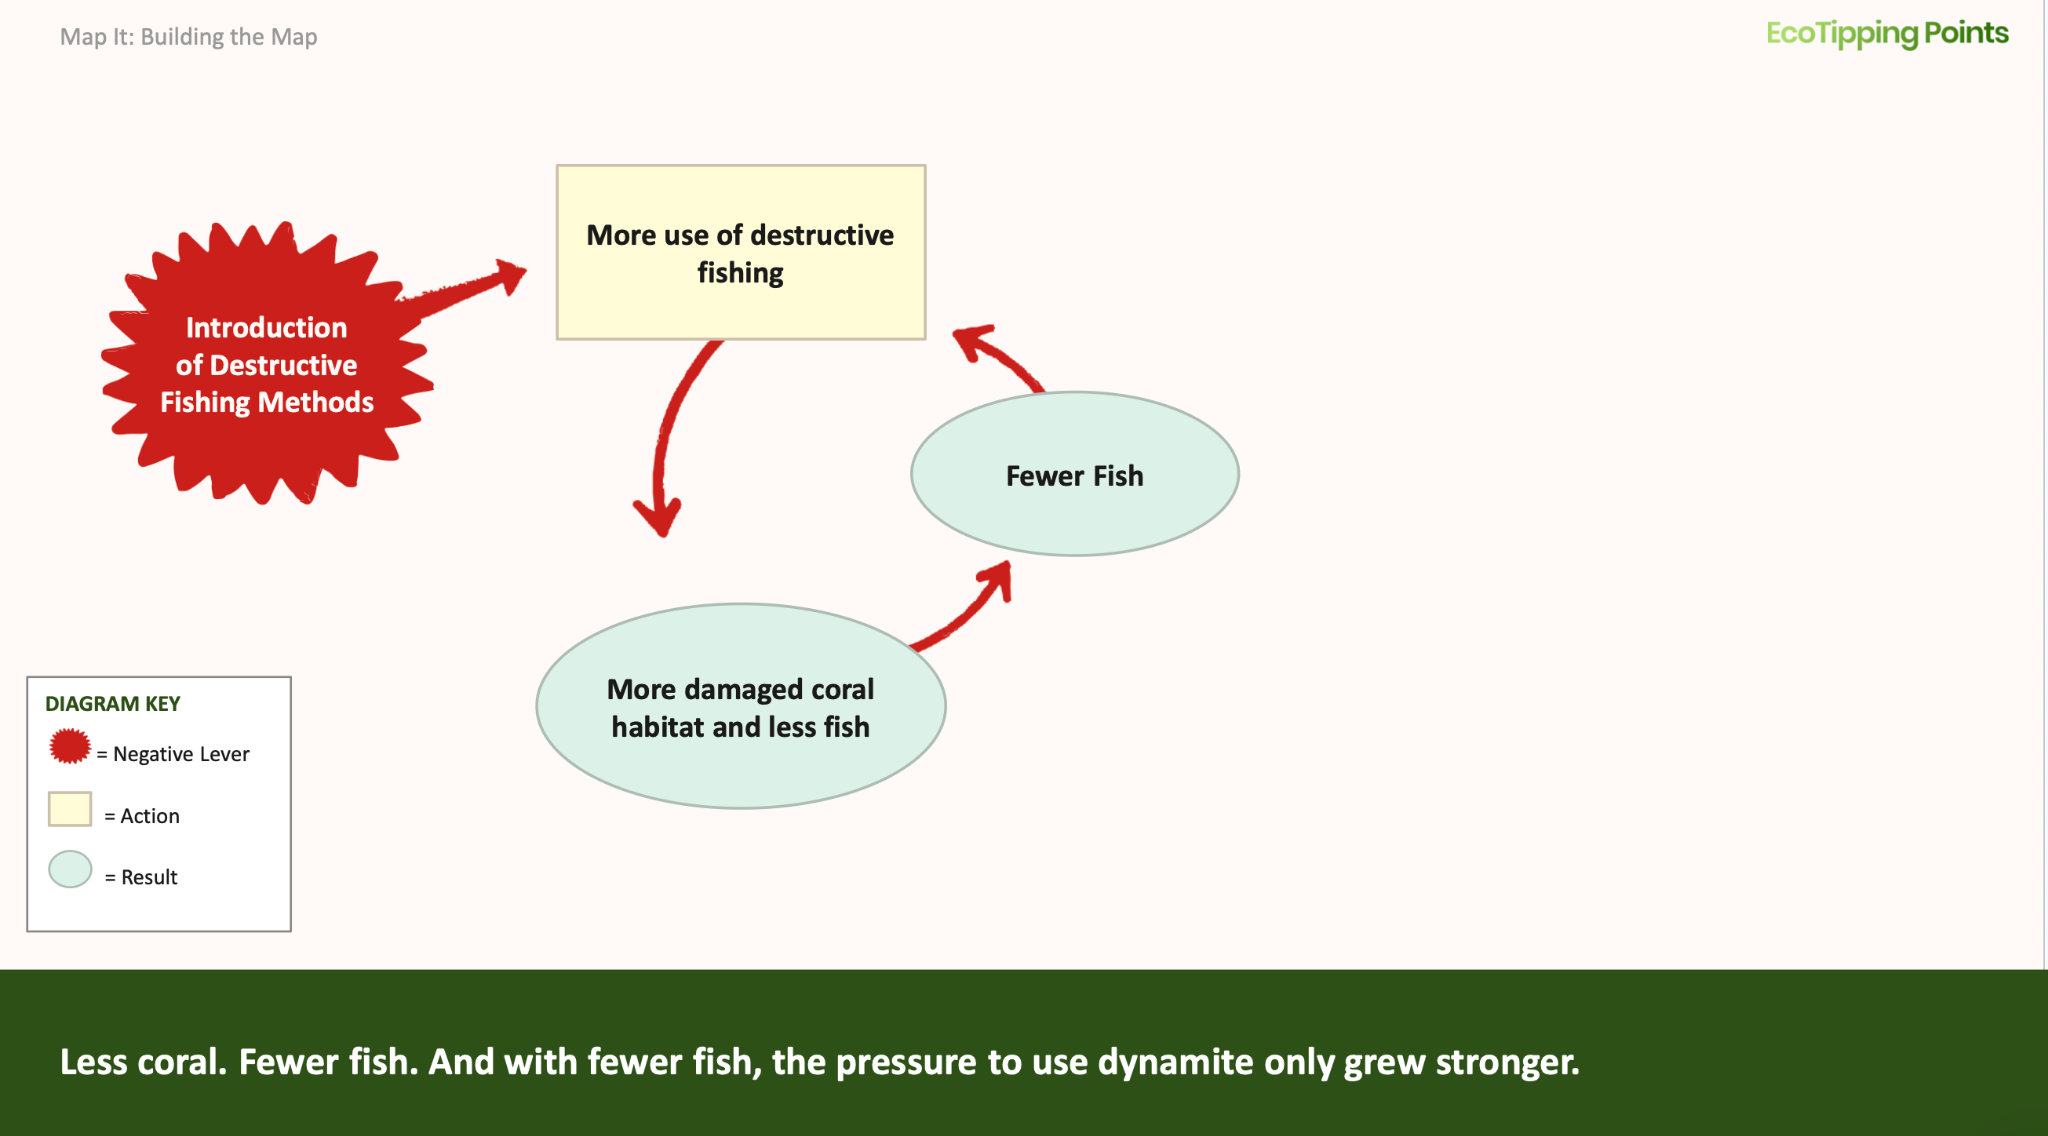 Map It: Building the Map
EcoTipping Points
More use of destructive
fishing
Introduction
of Destructive
Fishing Methods
Fewer Fish
More damaged coral
habitat and less fish
DIAGRAM KEY
= Negative Lever
= Action
= Result
Less coral. Fewer fish. And with fewer fish, the pressure to use dynamite only grew stronger.